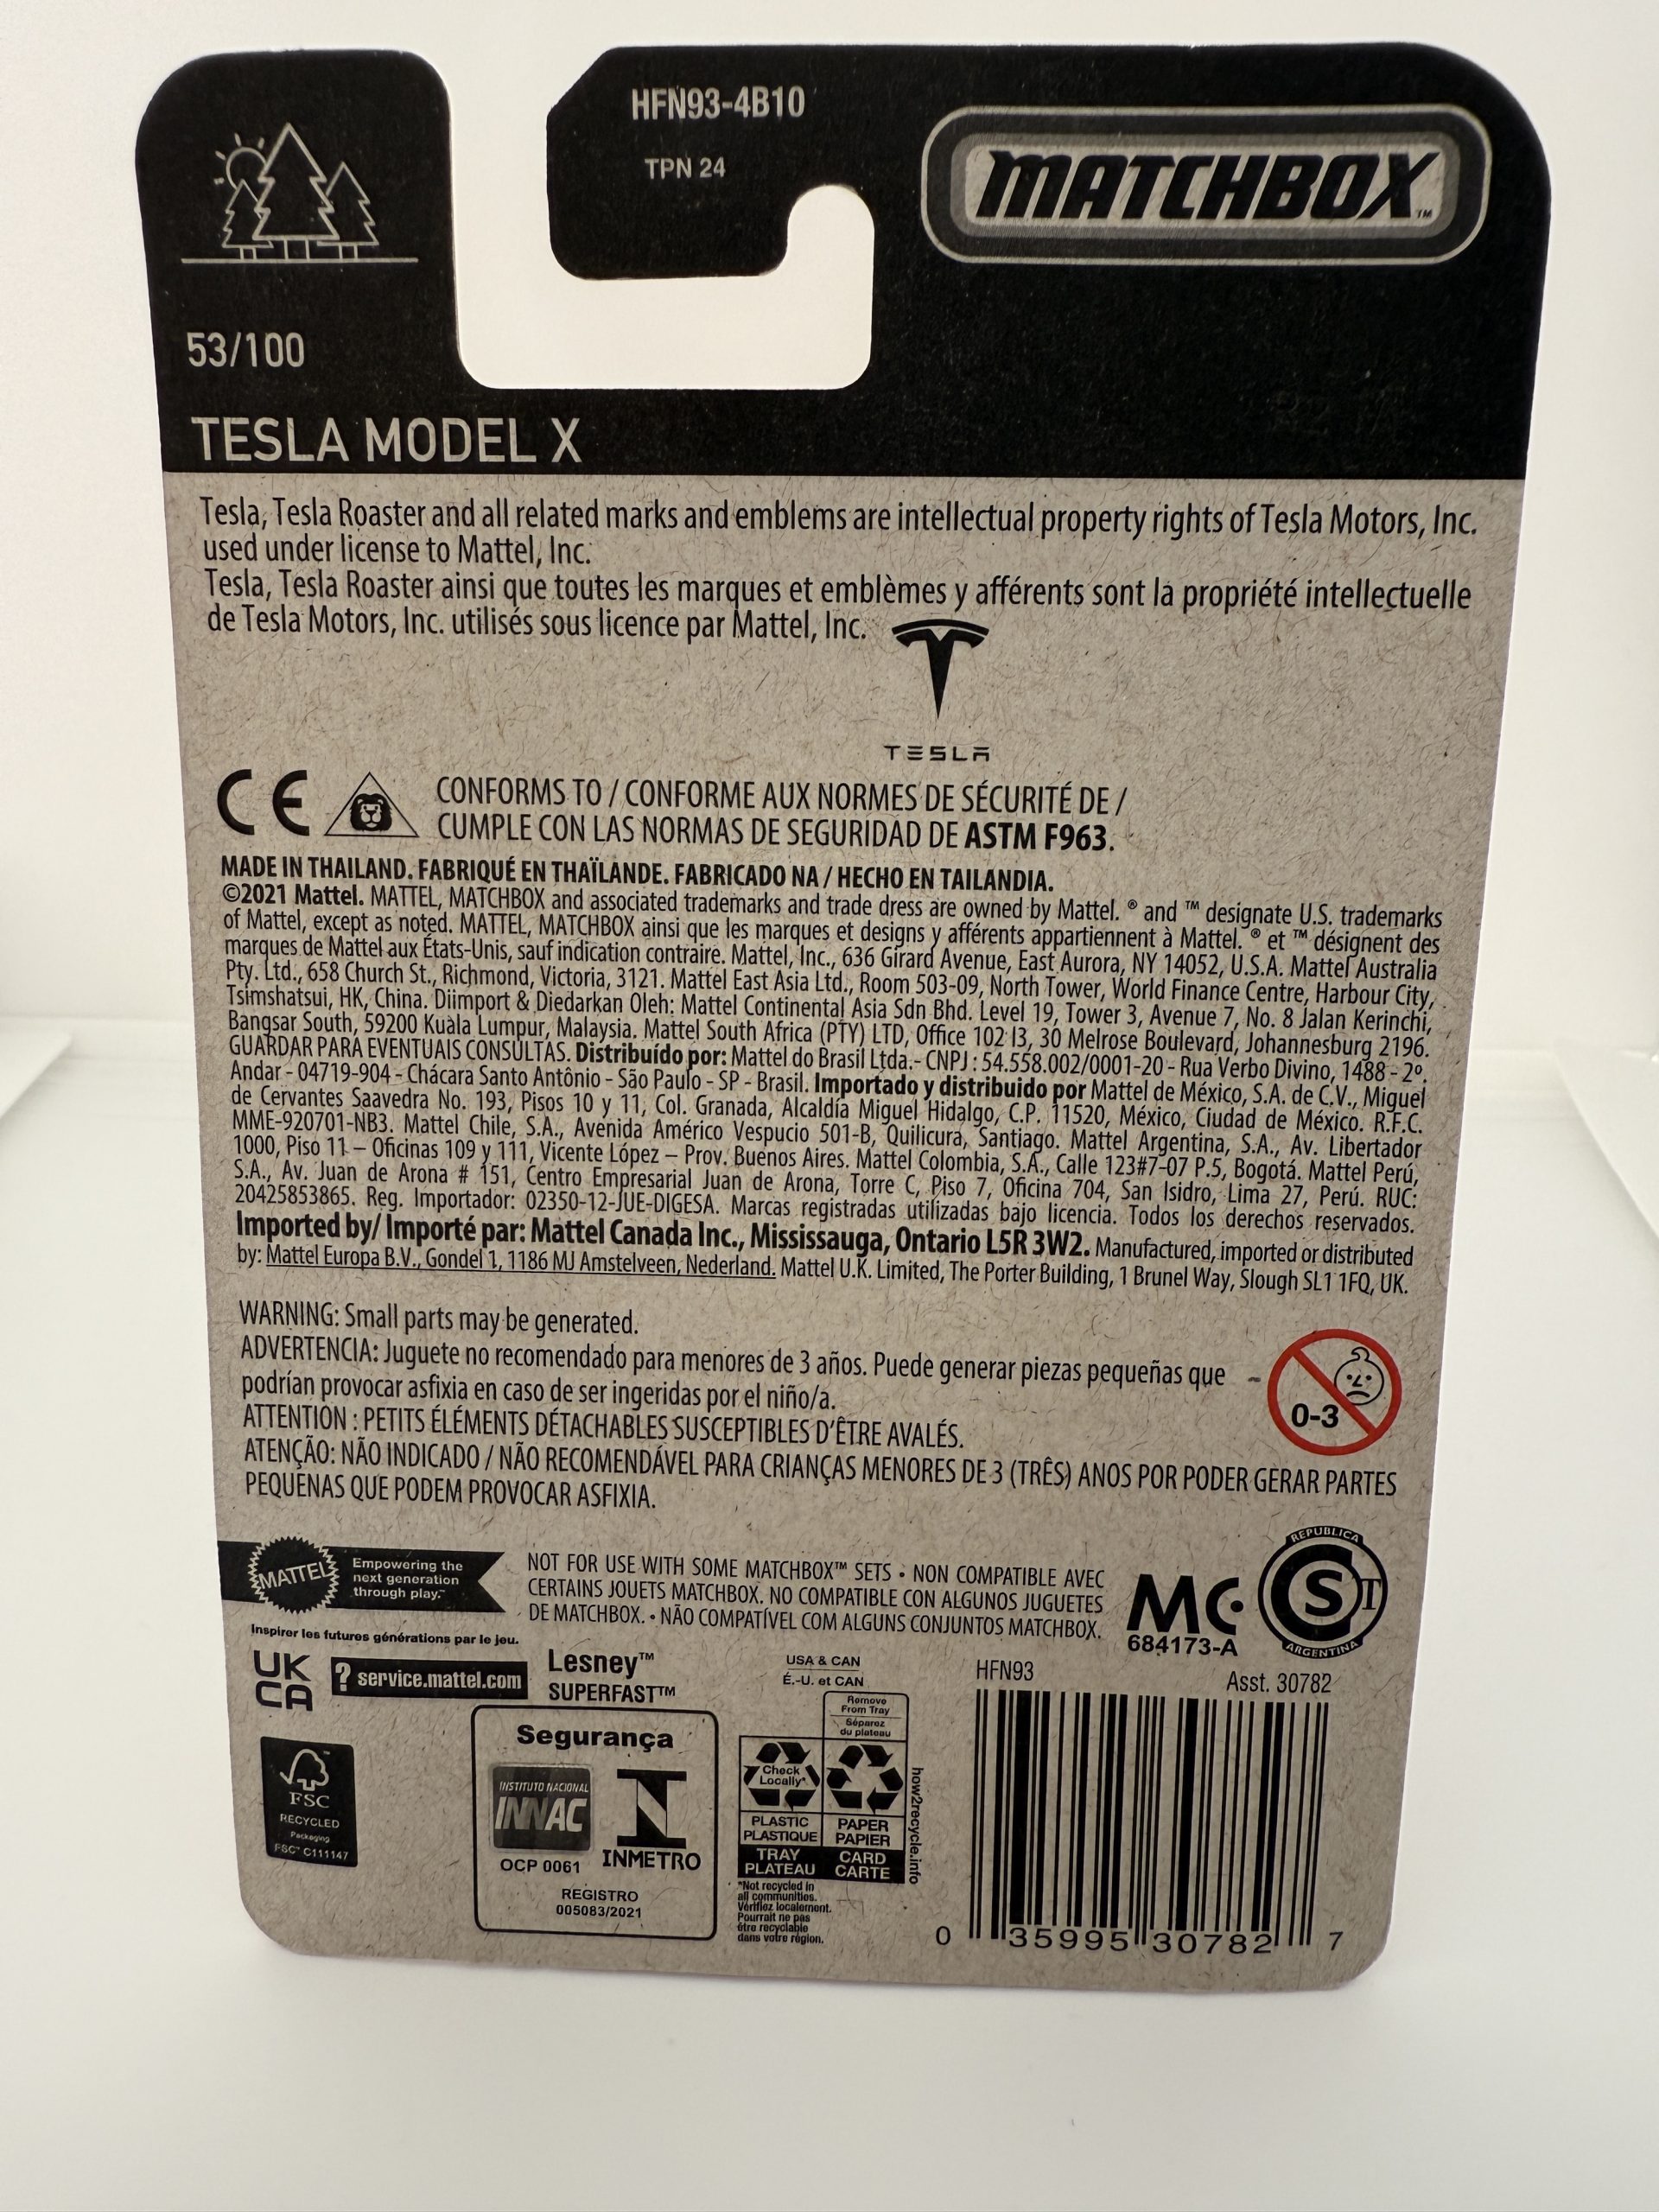 HFN93-4B10
TPN 24
MATCHBOX™
53/100
TESLA MODEL X
Tesla, Tesla Roaster and all related marks and emblems are intellectual property rights of Tesla Motors, Inc.
used under license to Mattel, Inc.
Tesla, Tesla Roaster ainsi que toutes les marques et emblèmes y afférents sont la propriété intellectuelle
de Tesla Motors, Inc. utilisés sous licence par Mattel, Inc.
TESLA
CE
CONFORMS TO / CONFORME AUX NORMES DE SÉCURITÉ DE /
CUMPLE CON LAS NORMAS DE SEGURIDAD DE ASTM F963.
MADE IN THAILAND. FABRIQUÉ EN THAÏLANDE. FABRICADO NA / HECHO EN TAILANDIA.
©2021 Mattel. MATTEL, MATCHBOX and associated trademarks and trade dress are owned by Mattel. ® and ™ designate U.S. trademarks
of Mattel, except as noted. MATTEL, MATCHBOX ainsi que les marques et designs y afférents appartiennent à Mattel. ® et ™ désignent des
marques de Mattel aux États-Unis, sauf indication contraire. Mattel, Inc., 636 Girard Avenue, East Aurora, NY 14052, U.S.A. Mattel Australia
Pty. Ltd., 658 Church St., Richmond, Victoria, 3121. Mattel East Asia Ltd., Room 503-09, North Tower, World Finance Centre, Harbour City,
Tsimshatsui, HK, China. Diimport & Diedarkan Oleh: Mattel Continental Asia Sdn Bhd. Level 19, Tower 3, Avenue 7, No. 8 Jalan Kerinchi,
Bangsar South, 59200 Kuala Lumpur, Malaysia. Mattel South Africa (PTY) LTD, Office 102 I3, 30 Melrose Boulevard, Johannesburg 2196.
GUARDAR PARA EVENTUAIS CONSULTAS. Distribuído por: Mattel do Brasil Ltda.- CNPJ : 54.558.002/0001-20 - Rua Verbo Divino, 1488 - 2º.
Andar - 04719-904 - Chácara Santo Antônio - São Paulo - SP - Brasil. Importado y distribuido por Mattel de México, S.A. de C.V., Miguel
de Cervantes Saavedra No. 193, Pisos 10 y 11, Col. Granada, Alcaldía Miguel Hidalgo, C.P. 11520, México, Ciudad de México. R.F.C.
MME-920701-NB3. Mattel Chile, S.A., Avenida Américo Vespucio 501-B, Quilicura, Santiago. Mattel Argentina, S.A., Av. Libertador
1000, Piso 11 – Oficinas 109 y 111, Vicente López – Prov. Buenos Aires. Mattel Colombia, S.A., Calle 123#7-07 P.5, Bogotá. Mattel Perú,
S.A., Av. Juan de Arona # 151, Centro Empresarial Juan de Arona, Torre C, Piso 7, Oficina 704, San Isidro, Lima 27, Perú. RUC:
20425853865. Reg. Importador: 02350-12-JUE-DIGESA. Marcas registradas utilizadas bajo licencia. Todos los derechos reservados.
Imported by/ Importé par: Mattel Canada Inc., Mississauga, Ontario L5R 3W2. Manufactured, imported or distributed
by: Mattel Europa B.V., Gondel 1, 1186 MJ Amstelveen, Nederland. Mattel U.K. Limited, The Porter Building, 1 Brunel Way, Slough SL1 1FQ, UK.
WARNING: Small parts may be generated.
ADVERTENCIA: Juguete no recomendado para menores de 3 años. Puede generar piezas pequeñas que
podrían provocar asfixia en caso de ser ingeridas por el niño/a.
ATTENTION : PETITS ÉLÉMENTS DÉTACHABLES SUSCEPTIBLES D'ÊTRE AVALÉS.
ATENÇÃO: NÃO INDICADO / NÃO RECOMENDÁVEL PARA CRIANÇAS MENORES DE 3 (TRÊS) ANOS POR PODER GERAR PARTES
PEQUENAS QUE PODEM PROVOCAR ASFIXIA.
0-3
MATTEL
Empowering the
next generation
through play.™
Inspirer les futures générations par le jeu.
NOT FOR USE WITH SOME MATCHBOX™ SETS • NON COMPATIBLE AVEC
CERTAINS JOUETS MATCHBOX. NO COMPATIBLE CON ALGUNOS JUGUETES
DE MATCHBOX. • NÃO COMPATÍVEL COM ALGUNS CONJUNTOS MATCHBOX.
MC
684173-A
REPUBLICA
CST
ARGENTINA
UK
CA
? service.mattel.com
Lesney™
SUPERFAST™
USA & CAN
É.-U. et CAN
Remove
From Tray
Séparez
du plateau
Check
Locally*
PLASTIC
PLASTIQUE
PAPER
PAPIER
TRAY
PLATEAU
CARD
CARTE
how2recycle.info
*Not recycled in
all communities.
Vérifiez localement.
Pourrait ne pas
être recyclable
dans votre région.
FSC
RECYCLED
Packaging
FSC™ C111147
Segurança
INSTITUTO NACIONAL
INNAC
OCP 0061
INMETRO
REGISTRO
005083/2021
HFN93
Asst. 30782
0 35995 30782 7